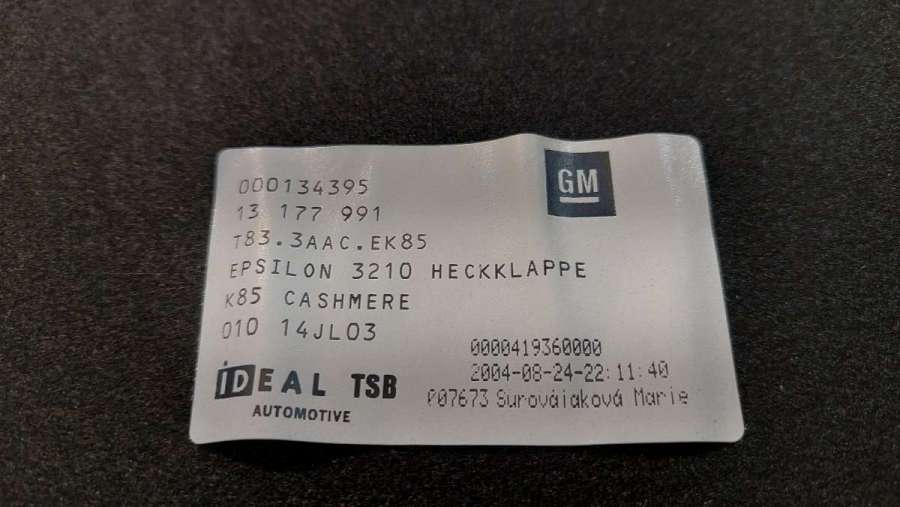 000134395
GM
13 177 991
T83.3AAC.EK85
EPSILON 3210 HECKKLAPPE
K85 CASHMERE
010 14JL03
0000419360000
2004-08-24-22:11:40
iDEAL TSB
AUTOMOTIVE
P07673 Surovájaková Marie